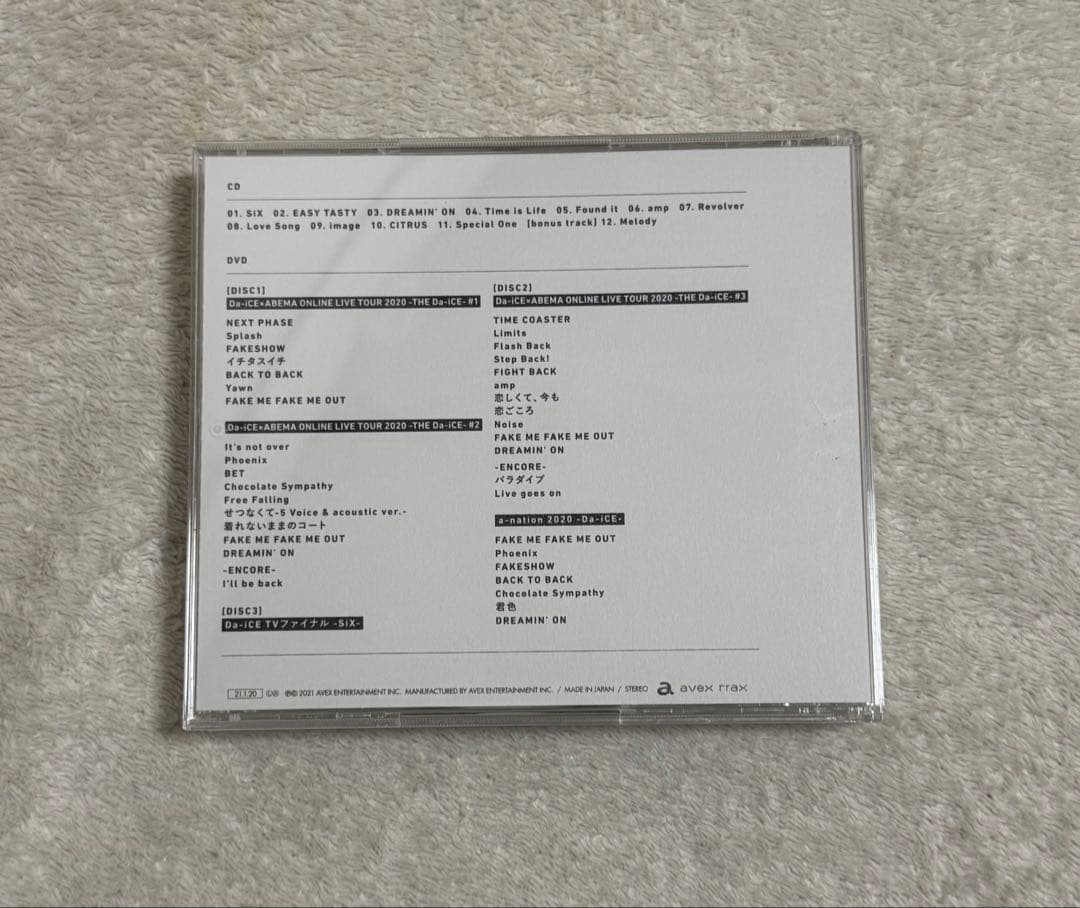 CD
01. SiX 02. EASY TASTY 03. DREAMIN' ON 04. Time is Life 05. Found it 06. amp 07. Revolver
08. Love Song 09. image 10. CITRUS 11. Special One [bonus track] 12. Melody
DVD
[DISC1]
Da-iCE×ABEMA ONLINE LIVE TOUR 2020 -THE Da-iCE- #1
NEXT PHASE
Splash
FAKESHOW
イチタスイチ
BACK TO BACK
Yawn
FAKE ME FAKE ME OUT
Da-iCE×ABEMA ONLINE LIVE TOUR 2020 -THE Da-iCE- #2
It's not over
Phoenix
BET
Chocolate Sympathy
Free Falling
せつなくて-5 Voice & acoustic ver.-
着れないままのコート
FAKE ME FAKE ME OUT
DREAMIN' ON
-ENCORE-
I'll be back
[DISC3]
Da-iCE TVファイナル -SiX-
[DISC2]
Da-iCE×ABEMA ONLINE LIVE TOUR 2020 -THE Da-iCE- #3
TIME COASTER
Limits
Flash Back
Step Back!
FIGHT BACK
amp
恋しくて、今も
恋ごころ
Noise
FAKE ME FAKE ME OUT
DREAMIN' ON
-ENCORE-
パラダイブ
Live goes on
a-nation 2020 -Da-iCE-
FAKE ME FAKE ME OUT
Phoenix
FAKESHOW
BACK TO BACK
Chocolate Sympathy
君色
DREAMIN' ON
21.1.20 ℗© 2021 AVEX ENTERTAINMENT INC. MANUFACTURED BY AVEX ENTERTAINMENT INC. / MADE IN JAPAN / STEREO avex trax